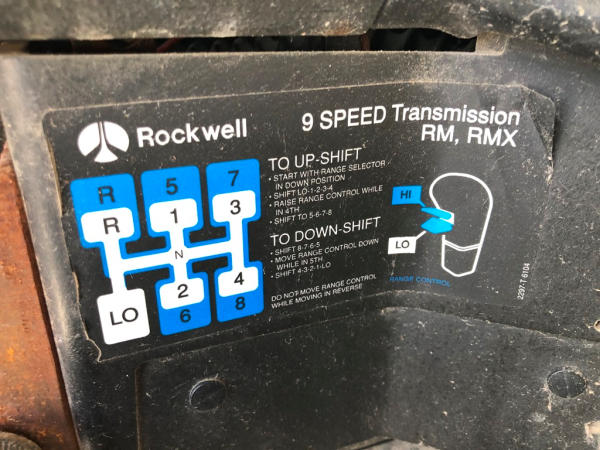 Rockwell
9 SPEED Transmission
RM, RMX
R 5 7
R 1 3
N
LO 2 4
6 8
TO UP-SHIFT
• START WITH RANGE SELECTOR
IN DOWN POSITION
• SHIFT LO-1-2-3-4
• RAISE RANGE CONTROL WHILE
IN 4TH
• SHIFT TO 5-6-7-8
TO DOWN-SHIFT
• SHIFT 8-7-6-5
• MOVE RANGE CONTROL DOWN
WHILE IN 5TH
• SHIFT 4-3-2-1-LO
DO NOT MOVE RANGE CONTROL
WHILE MOVING IN REVERSE
HI
LO
RANGE CONTROL
2297-T 6104